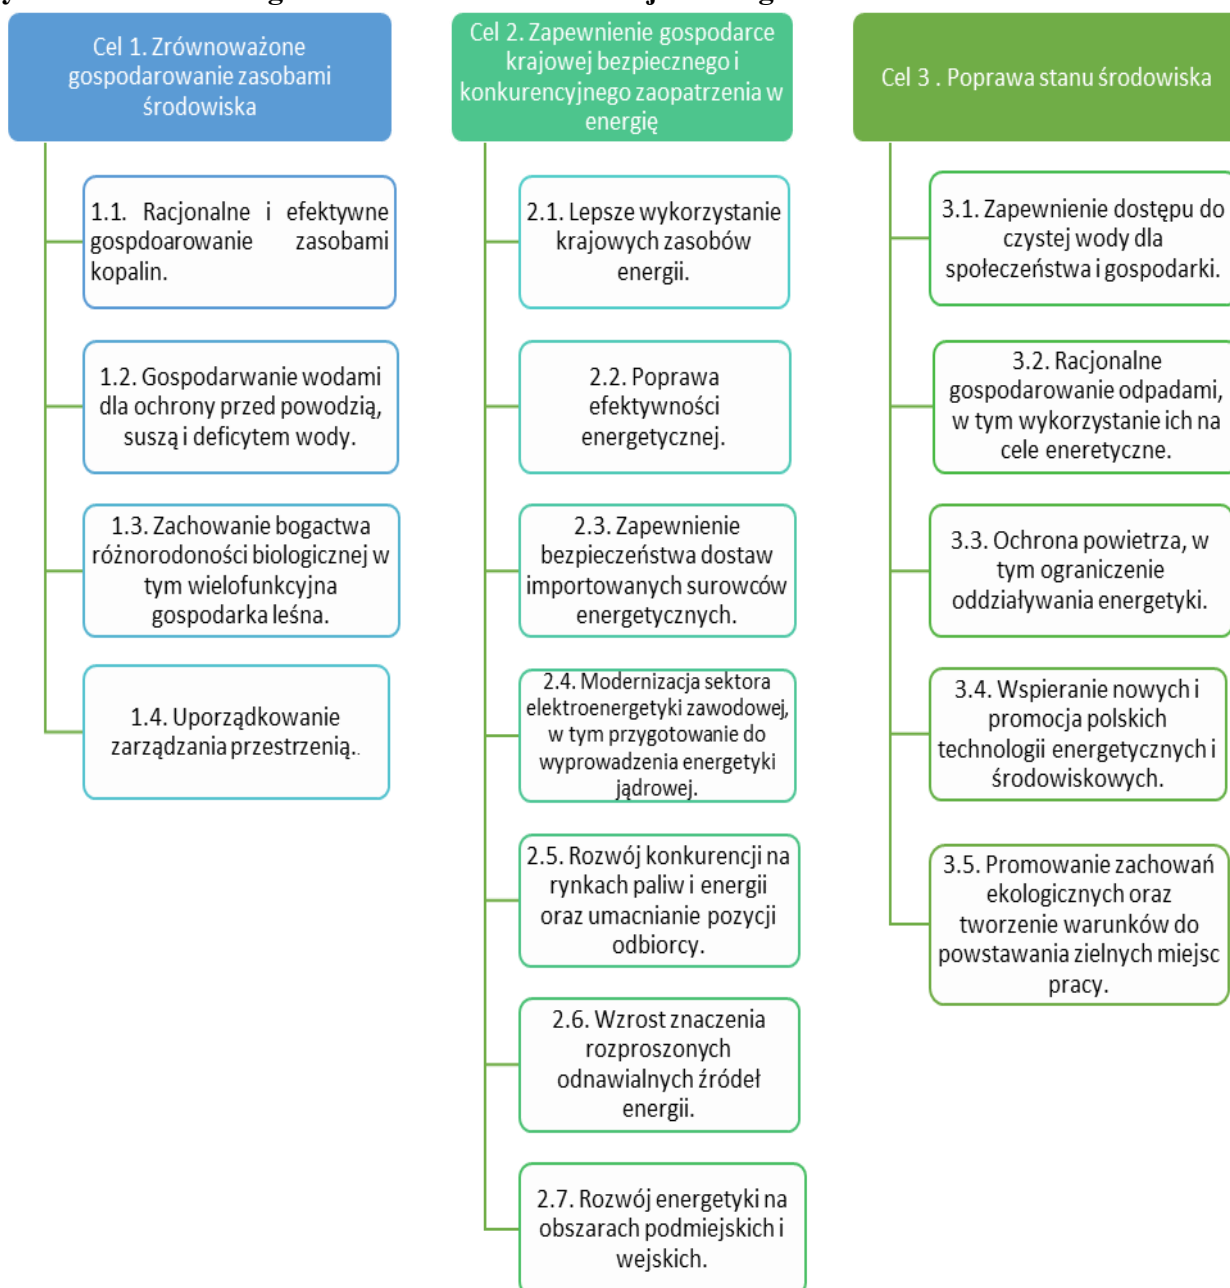 Cel 1. Zrównoważone
gospodarowanie zasobami
środowiska
1.1. Racjonalne i efektywne
gospdoarowanie zasobami
kopalin.
1.2. Gospodarwanie wodami
dla ochrony przed powodzią,
suszą i deficytem wody.
1.3. Zachowanie bogactwa
różnorodoności biologicznej w
tym wielofunkcyjna
gospodarka leśna.
1.4. Uporządkowanie
zarządzania przestrzenią..
Cel 2. Zapewnienie gospodarce
krajowej bezpiecznego i
konkurencyjnego zaopatrzenia w
energię
2.1. Lepsze wykorzystanie
krajowych zasobów
energii.
2.2. Poprawa
efektywności
energetycznej.
2.3. Zapewnienie
bezpieczeństwa dostaw
importowanych surowców
energetycznych.
2.4. Modernizacja sektora
elektroenergetyki zawodowej,
w tym przygotowanie do
wyprowadzenia energetyki
jądrowej.
2.5. Rozwój konkurencji na
rynkach paliw i energii
oraz umacnianie pozycji
odbiorcy.
2.6. Wzrost znaczenia
rozproszonych
odnawialnych źródeł
energii.
2.7. Rozwój energetyki na
obszarach podmiejskich i
wejskich.
Cel 3 . Poprawa stanu środowiska
3.1. Zapewnienie dostępu do
czystej wody dla
społeczeństwa i gospodarki.
3.2. Racjonalne
gospodarowanie odpadami,
w tym wykorzystanie ich na
cele eneretyczne.
3.3. Ochrona powietrza, w
tym ograniczenie
oddziaływania energetyki.
3.4. Wspieranie nowych i
promocja polskich
technologii energetycznych i
środowiskowych.
3.5. Promowanie zachowań
ekologicznych oraz
tworzenie warunków do
powstawania zielnych miejsc
pracy.